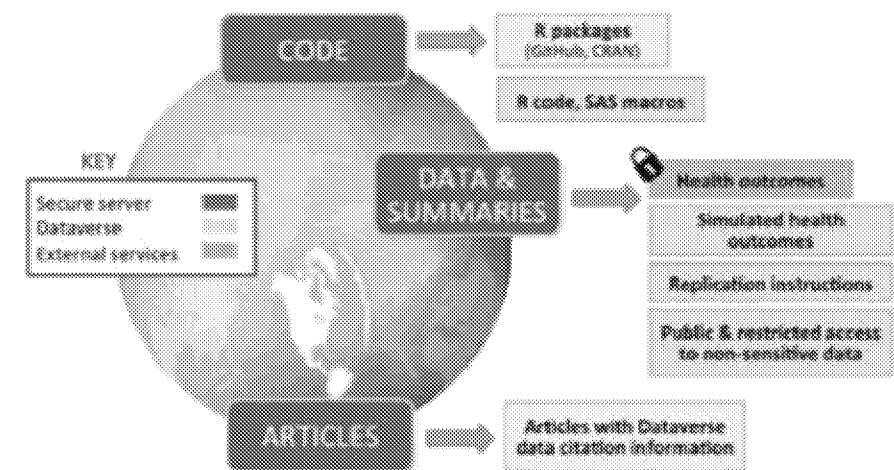 CODE
R packages
(GitHub, CRAN)
R code, SAS macros
KEY
Secure server
Dataverse
External services
DATA &
SUMMARIES
Health outcomes
Simulated health
outcomes
Replication instructions
Public & restricted access
to non-sensitive data
ARTICLES
Articles with Dataverse
data citation information